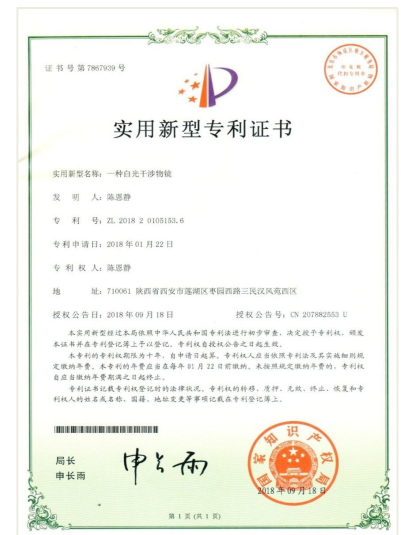 证书号第7867939号
实用新型专利证书
实用新型名称：一种白光干涉物镜
发 明 人：陈恩静
专 利 号：ZL 2018 2 0105153.6
专利申请日：2018年01月22日
专 利 权 人：陈恩静
地 址：710061 陕西省西安市莲湖区枣园西路三民汉风苑西区
授权公告日：2018年09月18日 授权公告号：CN 207882553 U
本实用新型经过本局依照中华人民共和国专利法进行初步审查，决定授予专利权，颁发
本证书并在专利登记簿上予以登记。专利权自授权公告之日起生效。
本专利的专利权期限为十年，自申请日起算。专利权人应当依照专利法及其实施细则规
定缴纳年费。本专利的年费应当在每年01月22日前缴纳。未按照规定缴纳年费的，专利权
自应当缴纳年费期满之日起终止。
专利证书记载专利权登记时的法律状况。专利权的转移、质押、无效、终止、恢复和专
利权人的姓名或名称、国籍、地址变更等事项记载在专利登记簿上。
局长
申长雨
申长雨
国家知识产权局
2018年09月18日
第1页（共1页）